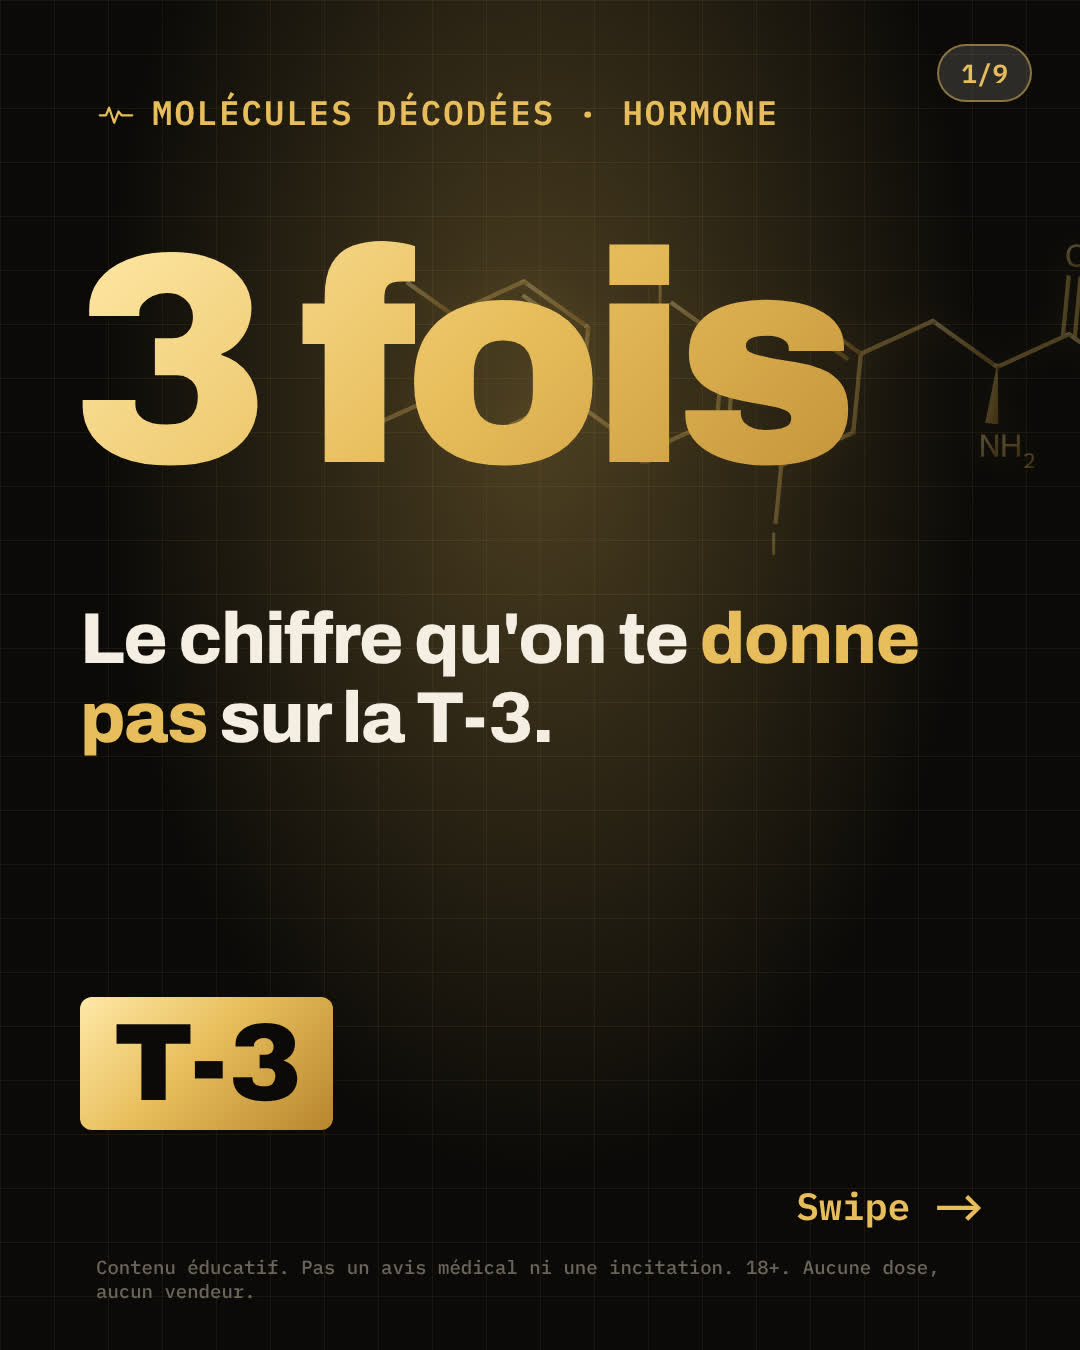 1/9
MOLÉCULES DÉCODÉES · HORMONE
3 fois
NH2
I
Le chiffre qu'on te donne
pas sur la T-3.
T-3
Swipe →
Contenu éducatif. Pas un avis médical ni une incitation. 18+. Aucune dose,
aucun vendeur.